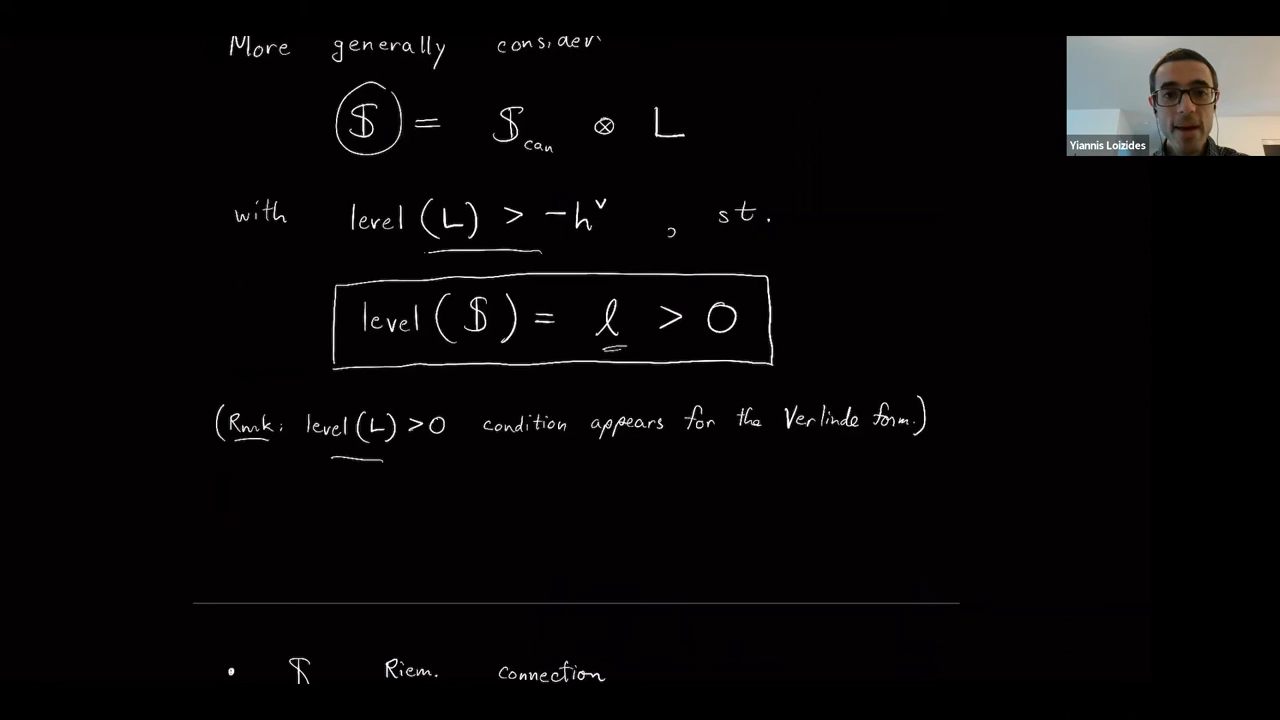 More generally consider
$ = $can ⊗ L
Yiannis Loizides
with level (L) > -h^v , st.
level ($) = l > 0
(Rmk: level (L) > 0 condition appears for the Verlinde form.)
• Riem. connection